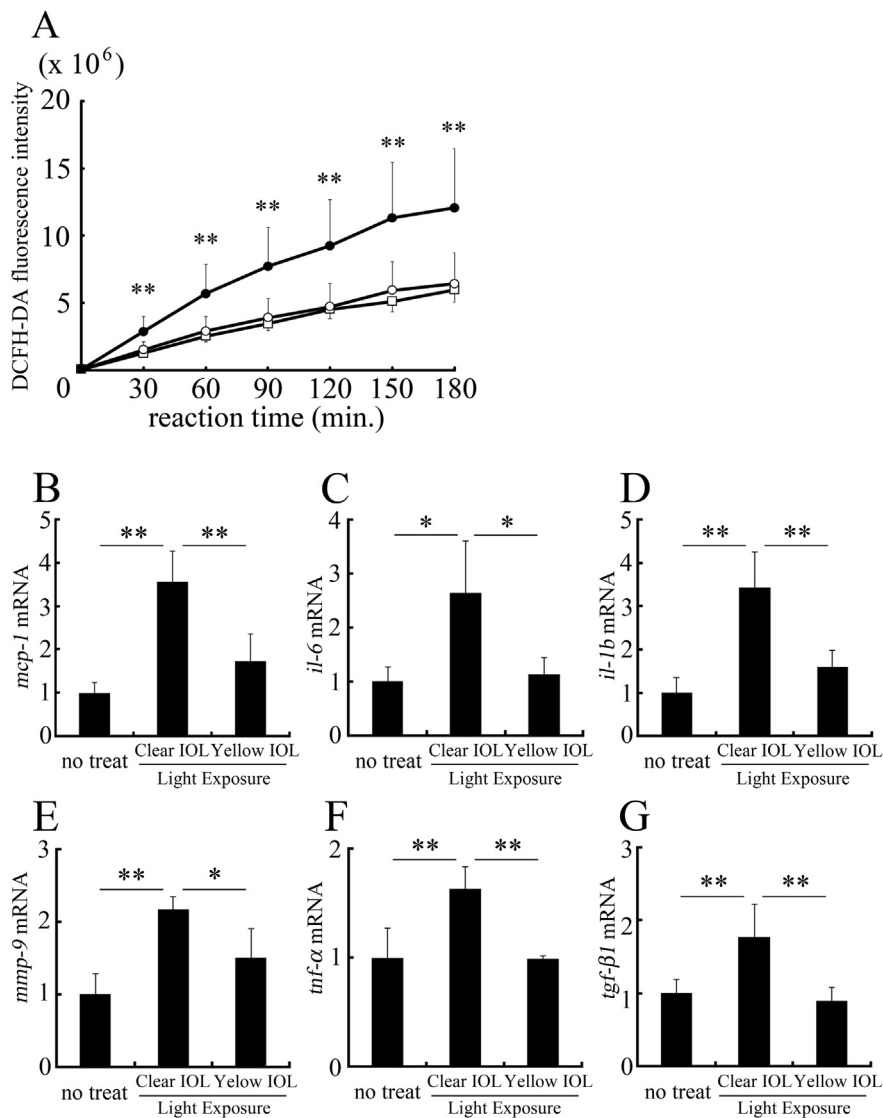 A
(x 10⁶)
DCFH-DA fluorescence intensity
20
15
10
5
0
** ** ** ** ** **
30 60 90 120 150 180
reaction time (min.)
B
mcp-1 mRNA
5
4
3
2
1
0
** **
no treat Clear IOL Yellow IOL
Light Exposure
C
il-6 mRNA
4
3
2
1
0
* *
no treat Clear IOL Yellow IOL
Light Exposure
D
il-1b mRNA
5
4
3
2
1
0
** **
no treat Clear IOL Yellow IOL
Light Exposure
E
mmp-9 mRNA
3
2
1
0
** *
no treat Clear IOL Yelow IOL
Light Exposure
F
tnf-α mRNA
2
1
0
** **
no treat Clear IOL Yellow IOL
Light Exposure
G
tgf-β1 mRNA
3
2
1
0
** **
no treat Clear IOL Yellow IOL
Light Exposure